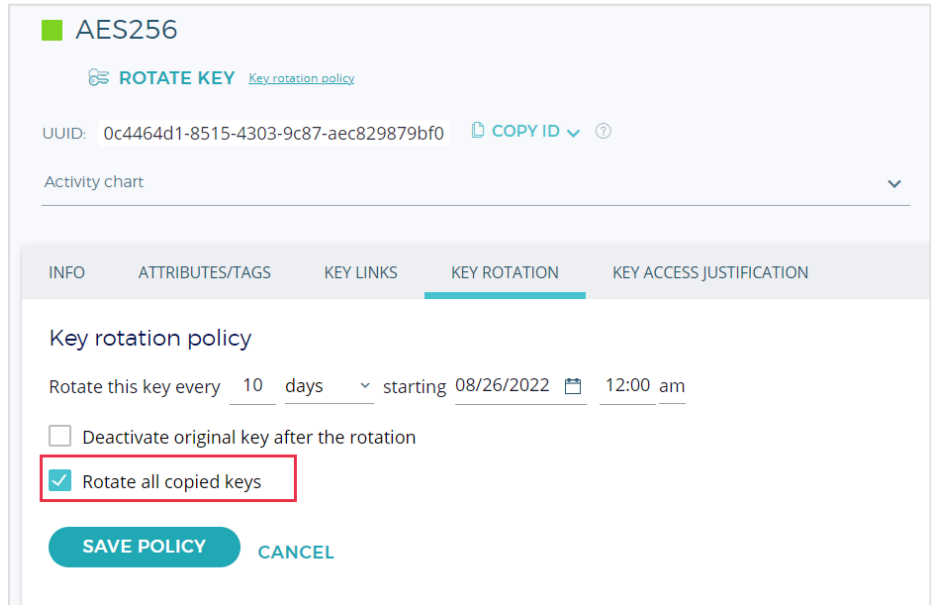 AES256
ROTATE KEY Key rotation policy
UUID: 0c4464d1-8515-4303-9c87-aec829879bf0 COPY ID ?
Activity chart
INFO ATTRIBUTES/TAGS KEY LINKS KEY ROTATION KEY ACCESS JUSTIFICATION
Key rotation policy
Rotate this key every 10 days starting 08/26/2022 12:00 am
Deactivate original key after the rotation
Rotate all copied keys
SAVE POLICY CANCEL